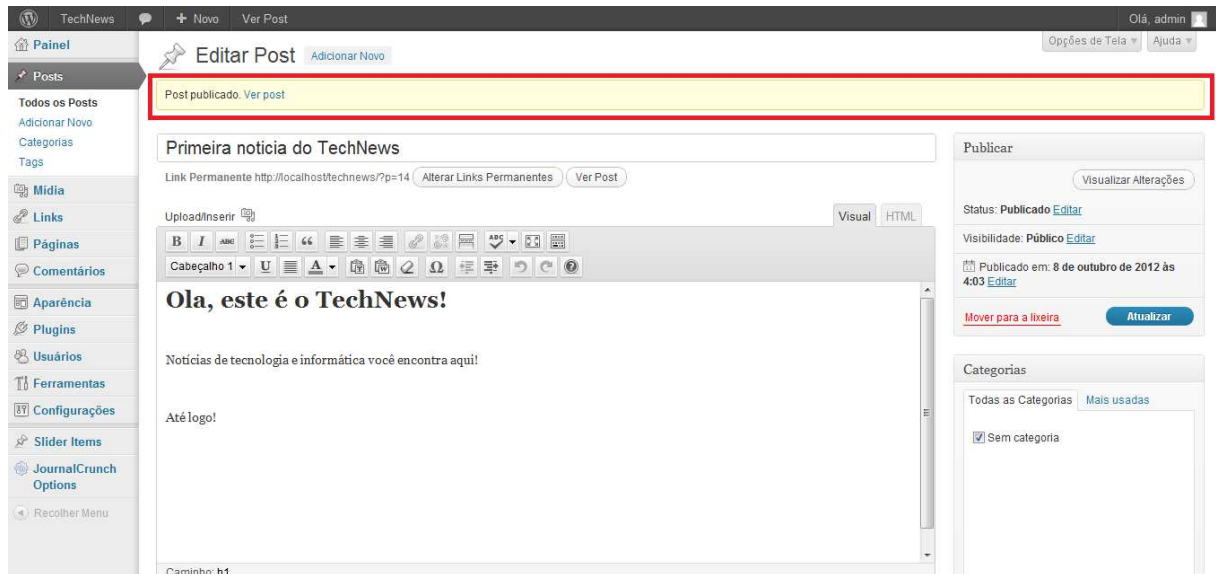 TechNews + Novo Ver Post Olá, admin
Painel
Posts
Todos os Posts
Adicionar Novo
Categorias
Tags
Mídia
Links
Páginas
Comentários
Aparência
Plugins
Usuários
Ferramentas
Configurações
Slider Items
JournalCrunch
Options
Recolher Menu
Opções de Tela Ajuda
Editar Post Adicionar Novo
Post publicado. Ver post
Primeira noticia do TechNews
Link Permanente http://localhost/technews/?p=14 Alterar Links Permanentes Ver Post
Upload/Inserir Visual HTML
B I ABC ABC
Cabeçalho 1 U A Ω
Ola, este é o TechNews!
Notícias de tecnologia e informática você encontra aqui!
Até logo!
Caminho: h1
Publicar
Visualizar Alterações
Status: Publicado Editar
Visibilidade: Público Editar
Publicado em: 8 de outubro de 2012 às
4:03 Editar
Mover para a lixeira Atualizar
Categorias
Todas as Categorias Mais usadas
Sem categoria